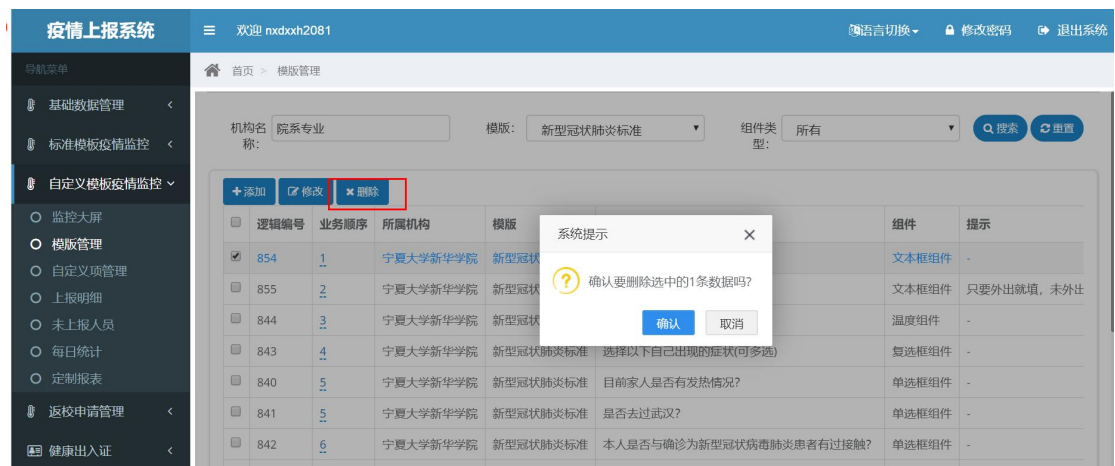 疫情上报系统
欢迎 nxdxxh2081
语言切换
修改密码
退出系统
导航菜单
首页 > 模版管理
基础数据管理
标准模板疫情监控
自定义模板疫情监控
监控大屏
模版管理
自定义项管理
上报明细
未上报人员
每日统计
定制报表
返校申请管理
健康出入证
机构名称:
院系专业
模版:
新型冠状肺炎标准
组件类型:
所有
搜索
重置
添加
修改
删除
逻辑编号 业务顺序 所属机构 模版 组件 提示
854 1 宁夏大学新华学院 新型冠状 文本框组件 -
855 2 宁夏大学新华学院 新型冠状 文本框组件 只要外出就填，未外出
844 3 宁夏大学新华学院 新型冠状 温度组件 -
843 4 宁夏大学新华学院 新型冠状肺炎标准 选择以下自己出现的症状(可多选) 复选框组件 -
840 5 宁夏大学新华学院 新型冠状肺炎标准 目前家人是否有发热情况? 单选框组件 -
841 5 宁夏大学新华学院 新型冠状肺炎标准 是否去过武汉? 单选框组件 -
842 6 宁夏大学新华学院 新型冠状肺炎标准 本人是否与确诊为新型冠状病毒肺炎患者有过接触? 单选框组件 -
系统提示
确认要删除选中的1条数据吗?
确认
取消